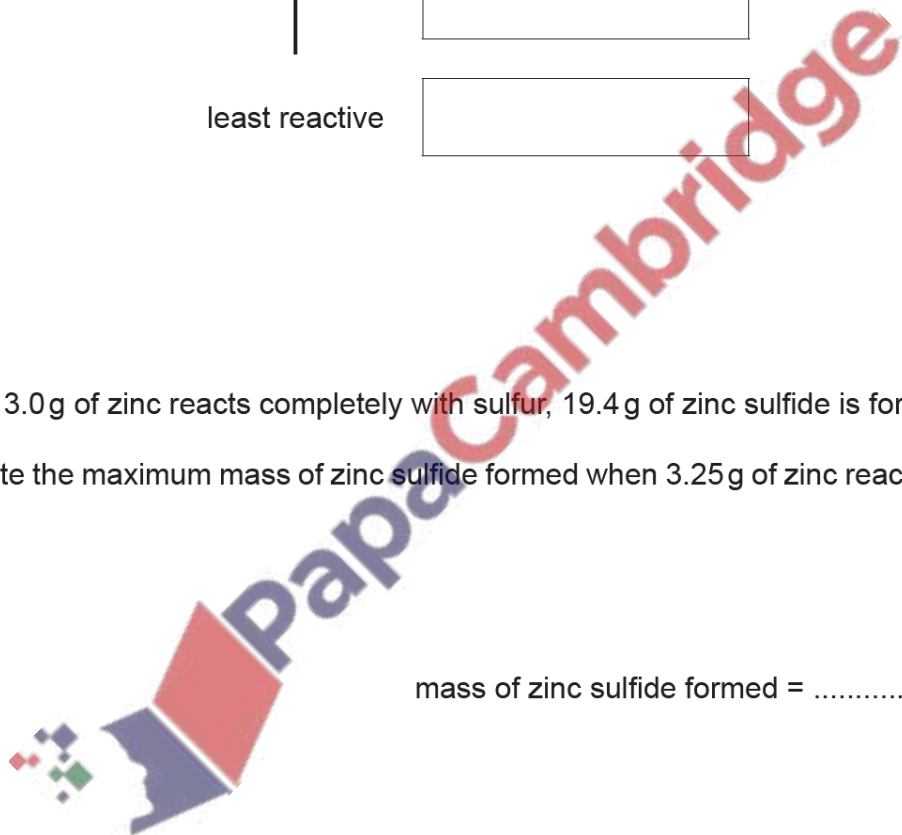 least reactive
3.0 g of zinc reacts completely with sulfur, 19.4 g of zinc sulfide is for
te the maximum mass of zinc sulfide formed when 3.25 g of zinc reac
mass of zinc sulfide formed = ...........
PapaCambridge